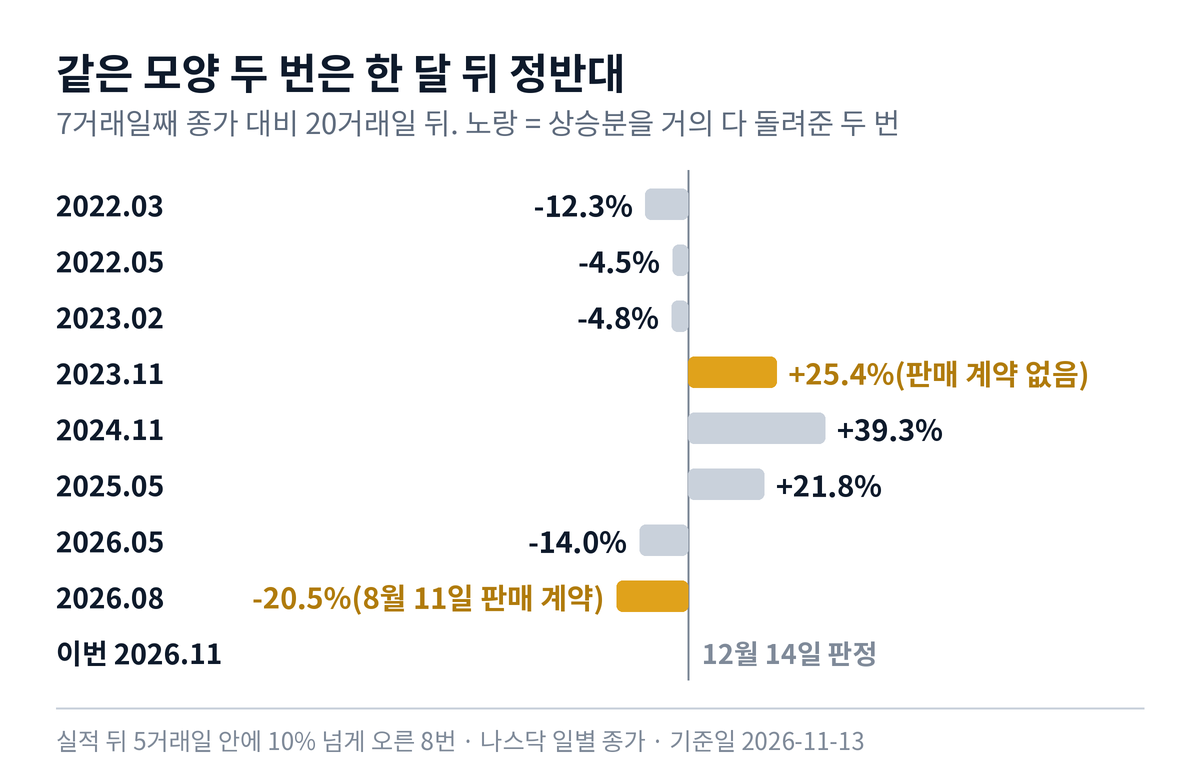 같은 모양 두 번은 한 달 뒤 정반대
7거래일째 종가 대비 20거래일 뒤. 노랑 = 상승분을 거의 다 돌려준 두 번
2022.03 -12.3%
2022.05 -4.5%
2023.02 -4.8%
2023.11 +25.4%(판매 계약 없음)
2024.11 +39.3%
2025.05 +21.8%
2026.05 -14.0%
2026.08 -20.5%(8월 11일 판매 계약)
이번 2026.11 12월 14일 판정
실적 뒤 5거래일 안에 10% 넘게 오른 8번 · 나스닥 일별 종가 · 기준일 2026-11-13